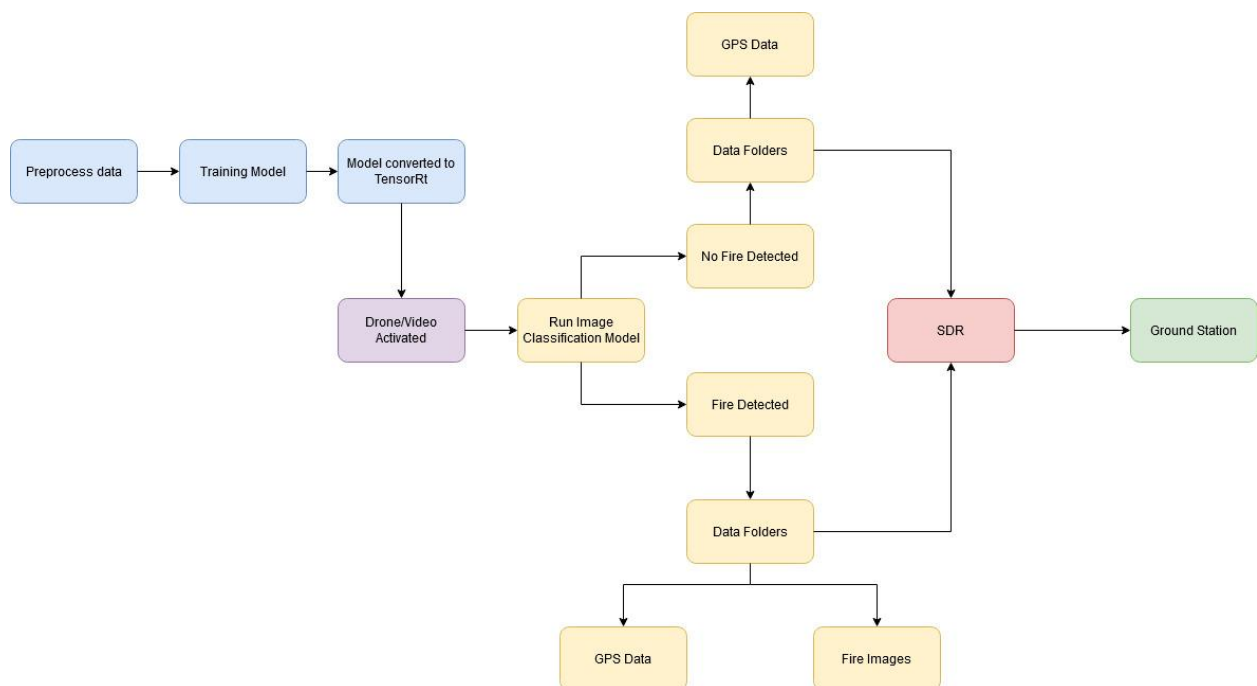 GPS Data
Data Folders
Preprocess data
Training Model
Model converted to
TensorRt
No Fire Detected
Drone/Video
Activated
Run Image
Classification Model
SDR
Ground Station
Fire Detected
Data Folders
GPS Data
Fire Images